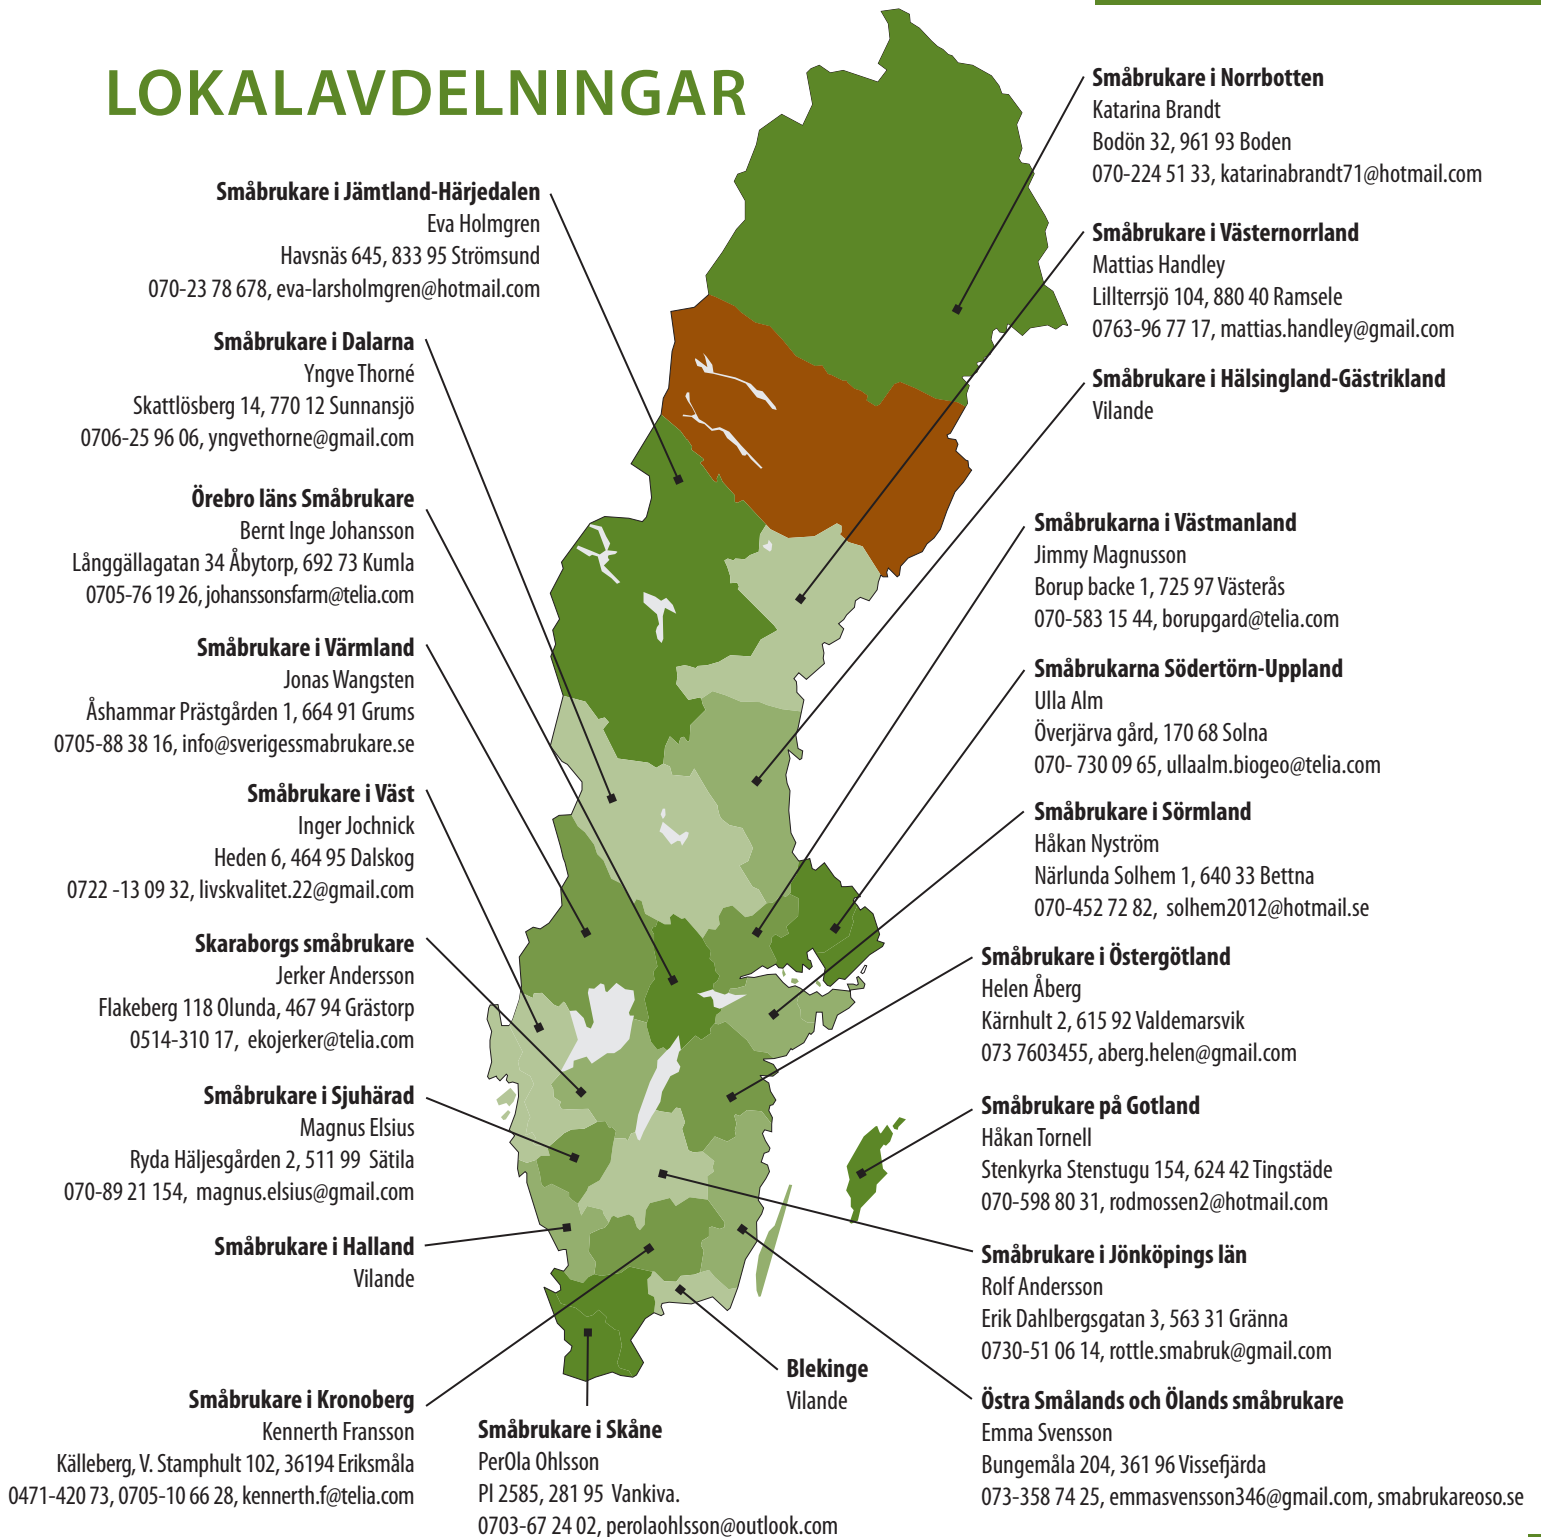 LOKALAVDELNINGAR
Småbrukare i Jämtland-Härjedalen
Eva Holmgren
Havsnäs 645, 833 95 Strömsund
070-23 78 678, eva-larsholmgren@hotmail.com
Småbrukare i Dalarna
Yngve Thorné
Skattlösberg 14, 770 12 Sunnansjö
0706-25 96 06, yngvethorne@gmail.com
Örebro läns Småbrukare
Bernt Inge Johansson
Långgällagatan 34 Åbytorp, 692 73 Kumla
0705-76 19 26, johanssonsfarm@telia.com
Småbrukare i Värmland
Jonas Wangsten
Åshammar Prästgården 1, 664 91 Grums
0705-88 38 16, info@sverigessmabrukare.se
Småbrukare i Väst
Inger Jochnick
Heden 6, 464 95 Dalskog
0722 -13 09 32, livskvalitet.22@gmail.com
Skaraborgs småbrukare
Jerker Andersson
Flakeberg 118 Olunda, 467 94 Grästorp
0514-310 17, ekojerker@telia.com
Småbrukare i Sjuhärad
Magnus Elsius
Ryda Häljesgården 2, 511 99 Sätila
070-89 21 154, magnus.elsius@gmail.com
Småbrukare i Halland
Vilande
Småbrukare i Kronoberg
Kennerth Fransson
Källeberg, V. Stamphult 102, 36194 Eriksmåla
0471-420 73, 0705-10 66 28, kennerth.f@telia.com
Småbrukare i Skåne
PerOla Ohlsson
Pl 2585, 281 95 Vankiva.
0703-67 24 02, perolaohlsson@outlook.com
Blekinge
Vilande
Småbrukare i Norrbotten
Katarina Brandt
Bodön 32, 961 93 Boden
070-224 51 33, katarinabrandt71@hotmail.com
Småbrukare i Västernorrland
Mattias Handley
Lillterrsjö 104, 880 40 Ramsele
0763-96 77 17, mattias.handley@gmail.com
Småbrukare i Hälsingland-Gästrikland
Vilande
Småbrukarna i Västmanland
Jimmy Magnusson
Borup backe 1, 725 97 Västerås
070-583 15 44, borupgard@telia.com
Småbrukarna Södertörn-Uppland
Ulla Alm
Överjärva gård, 170 68 Solna
070- 730 09 65, ullaalm.biogeo@telia.com
Småbrukare i Sörmland
Håkan Nyström
Närlunda Solhem 1, 640 33 Bettna
070-452 72 82, solhem2012@hotmail.se
Småbrukare i Östergötland
Helen Åberg
Kärnhult 2, 615 92 Valdemarsvik
073 7603455, aberg.helen@gmail.com
Småbrukare på Gotland
Håkan Tornell
Stenkyrka Stenstugu 154, 624 42 Tingstäde
070-598 80 31, rodmossen2@hotmail.com
Småbrukare i Jönköpings län
Rolf Andersson
Erik Dahlbergsgatan 3, 563 31 Gränna
0730-51 06 14, rottle.smabruk@gmail.com
Östra Smålands och Ölands småbrukare
Emma Svensson
Bungemåla 204, 361 96 Vissefjärda
073-358 74 25, emmasvensson346@gmail.com, smabrukareoso.se